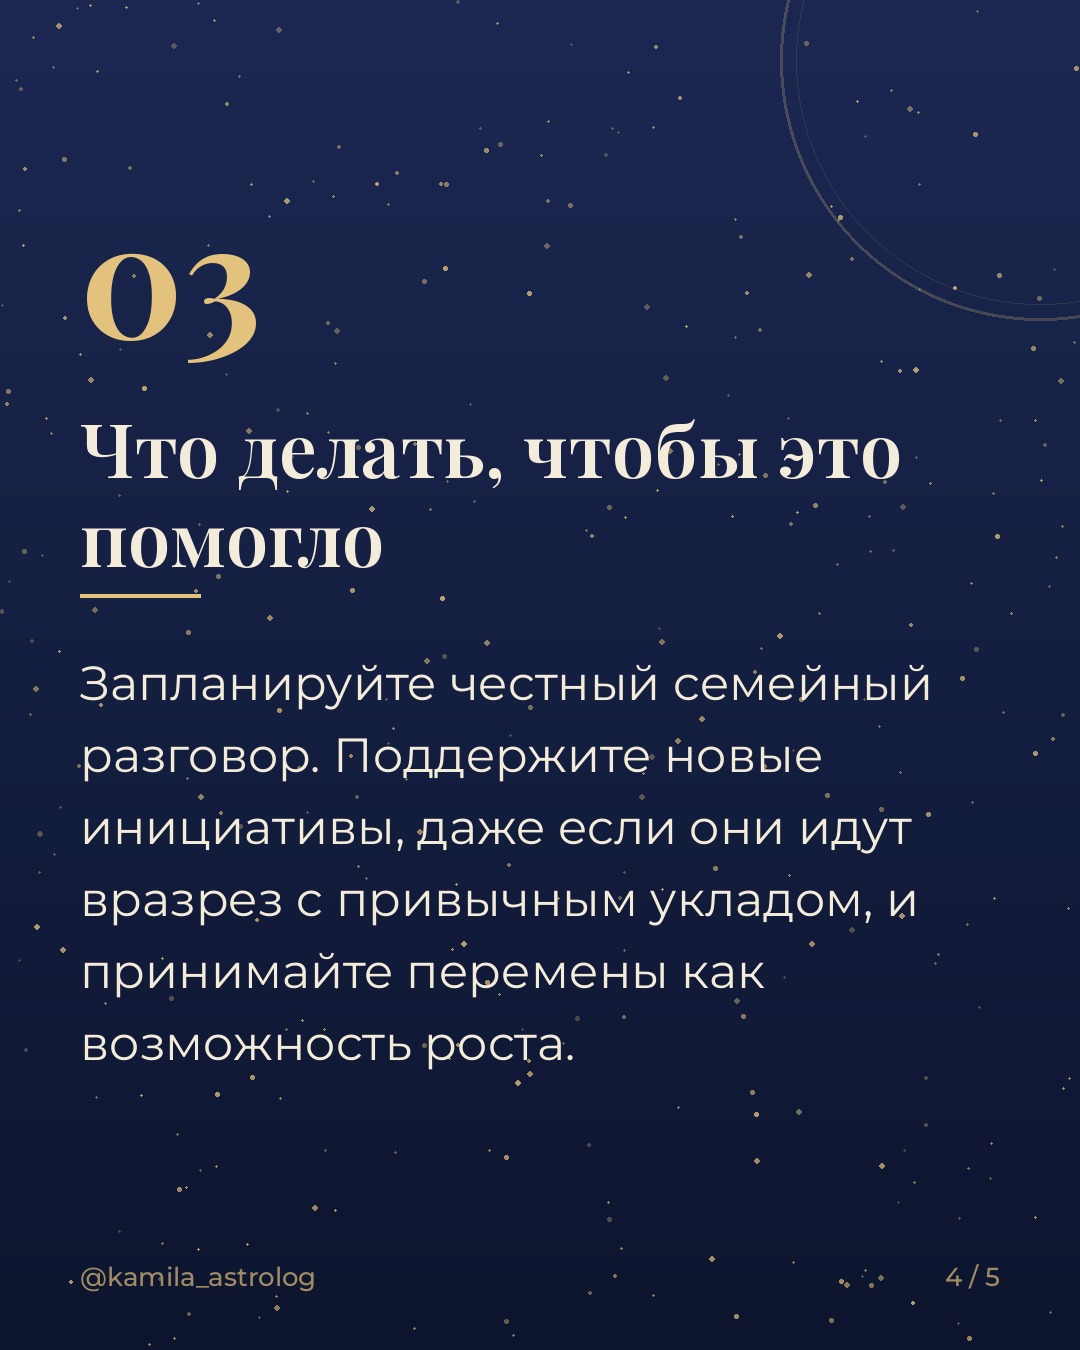 03
Что делать, чтобы это
помогло
Запланируйте честный семейный
разговор. Поддержите новые
инициативы, даже если они идут
вразрез с привычным укладом, и
принимайте перемены как
возможность роста.
@kamila_astrolog
4 / 5